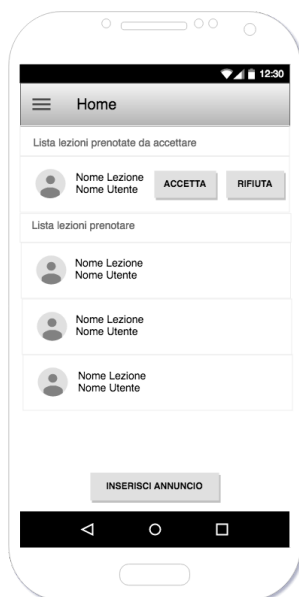 12:30
Home
Lista lezioni prenotate da accettare
Nome Lezione
Nome Utente
ACCETTA
RIFIUTA
Lista lezioni prenotare
Nome Lezione
Nome Utente
Nome Lezione
Nome Utente
Nome Lezione
Nome Utente
INSERISCI ANNUNCIO